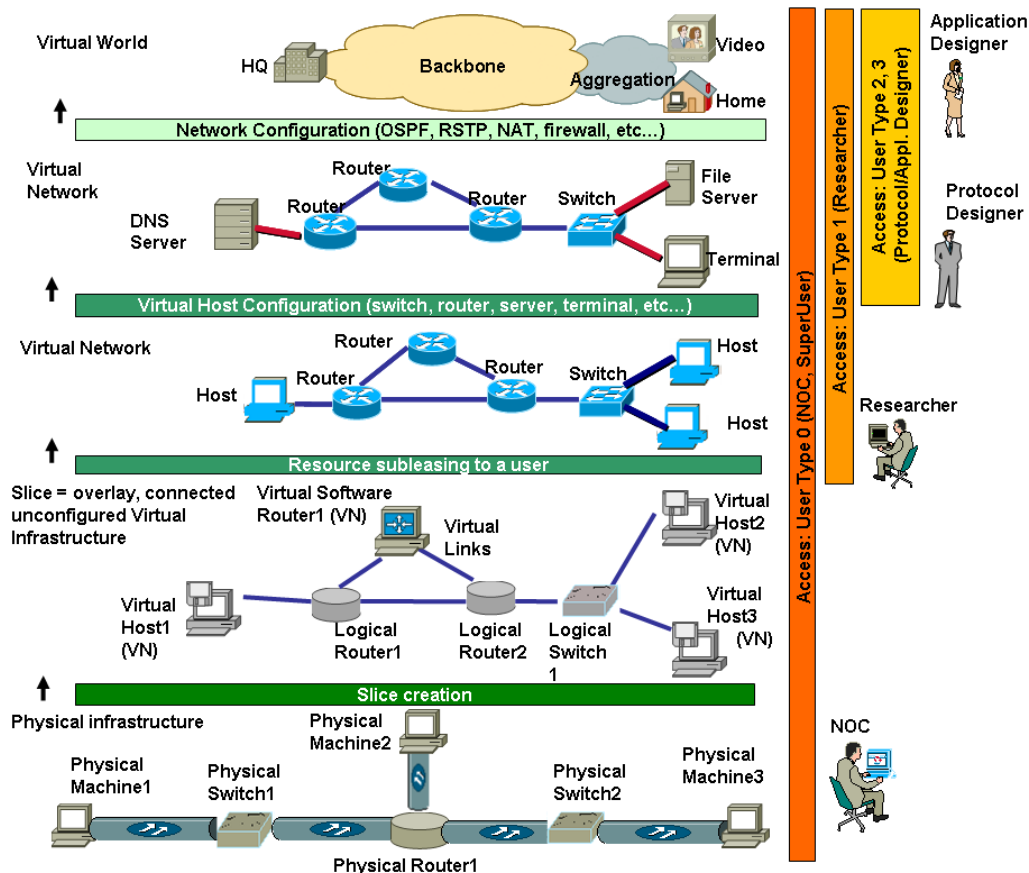 Virtual World
HQ
Backbone
Aggregation
Video
Home
Application
Designer
Network Configuration (OSPF, RSTP, NAT, firewall, etc…)
Virtual
Network
DNS
Server
Router
Router
Router
Switch
File
Server
Terminal
Protocol
Designer
Virtual Host Configuration (switch, router, server, terminal, etc…)
Virtual Network
Host
Router
Router
Router
Switch
Host
Host
Researcher
Resource subleasing to a user
Slice = overlay, connected
unconfigured Virtual
Infrastructure
Virtual Software
Router1 (VN)
Virtual
Links
Virtual
Host2
(VN)
Virtual
Host1
(VN)
Logical
Router1
Logical
Router2
Logical
Switch
1
Virtual
Host3
(VN)
Slice creation
Physical infrastructure
Physical
Machine2
NOC
Physical
Machine1
Physical
Switch1
Physical
Switch2
Physical
Machine3
Physical Router1
Access: User Type 0 (NOC, SuperUser)
Access: User Type 1 (Researcher)
Access: User Type 2, 3
(Protocol/Appl. Designer)